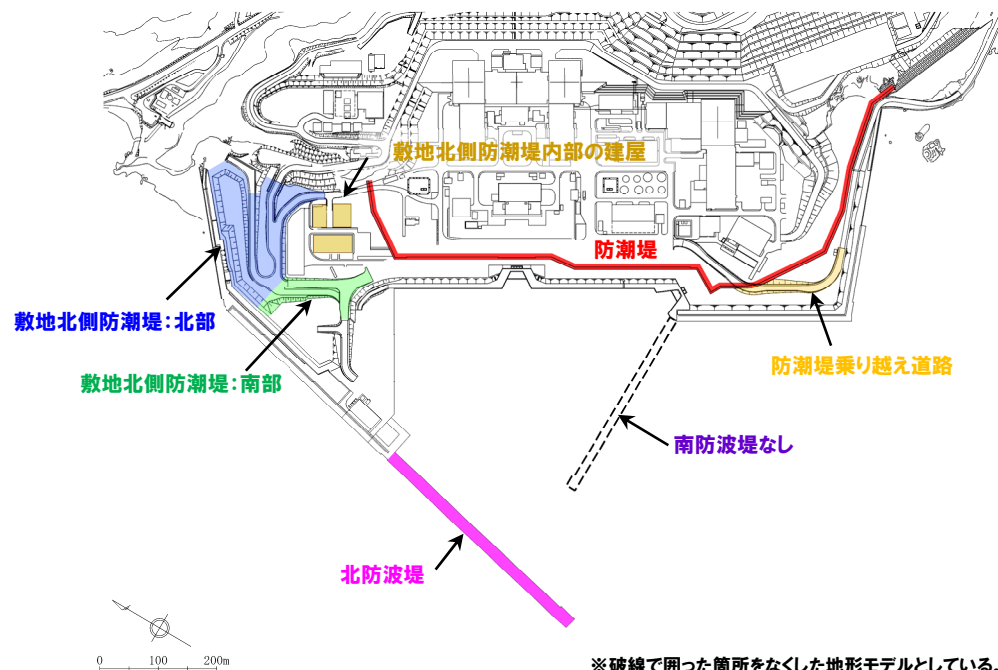 敷地北側防潮堤内部の建屋
防潮堤
敷地北側防潮堤:北部
防潮堤乗り越え道路
敷地北側防潮堤:南部
南防波堤なし
北防波堤
0 100 200m
※破線で囲った箇所をなくした地形モデルとしている。